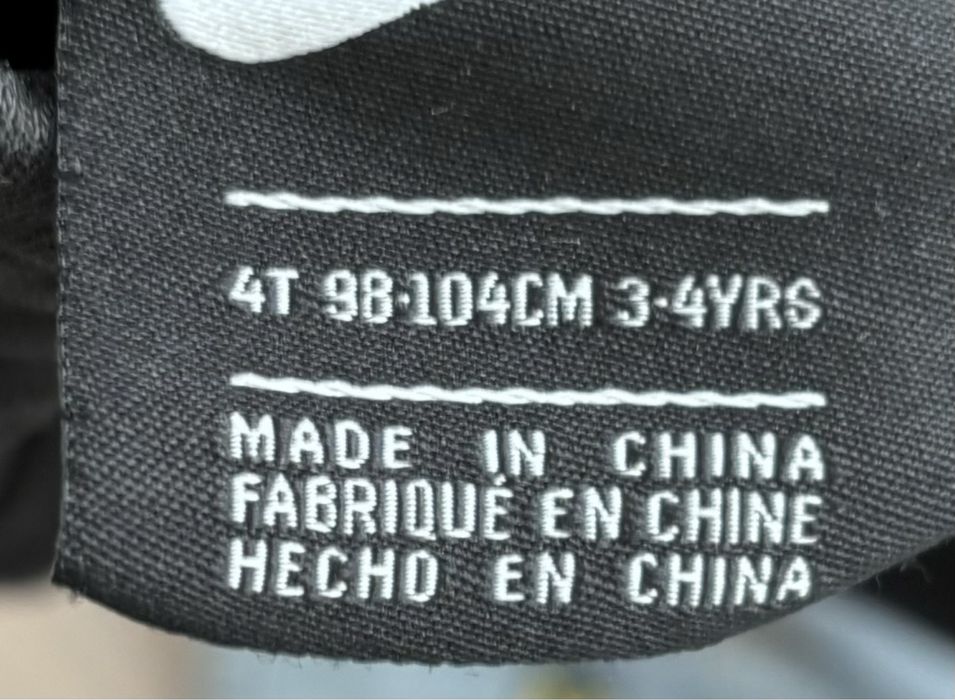 4T 98-104CM 3-4YRS
MADE IN CHINA
FABRIQUÉ EN CHINE
HECHO EN CHINA